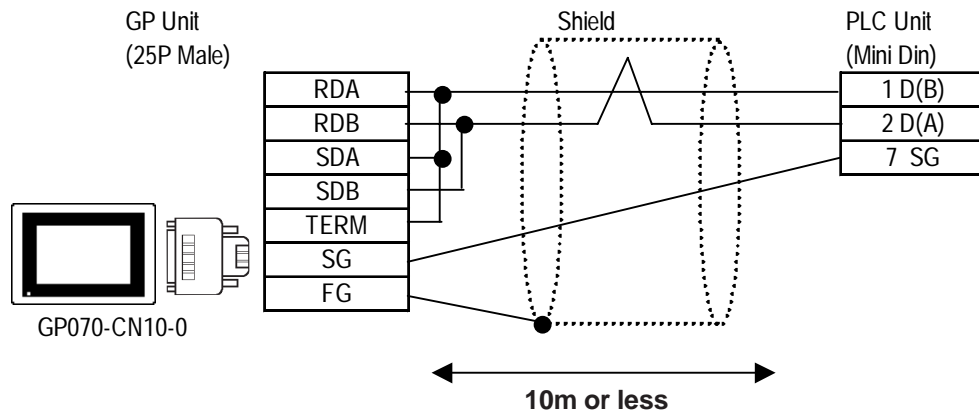 GP Unit
(25P Male)
Shield
PLC Unit
(Mini Din)
RDA
RDB
SDA
SDB
TERM
SG
FG
1 D(B)
2 D(A)
7 SG
GP070-CN10-0
10m or less